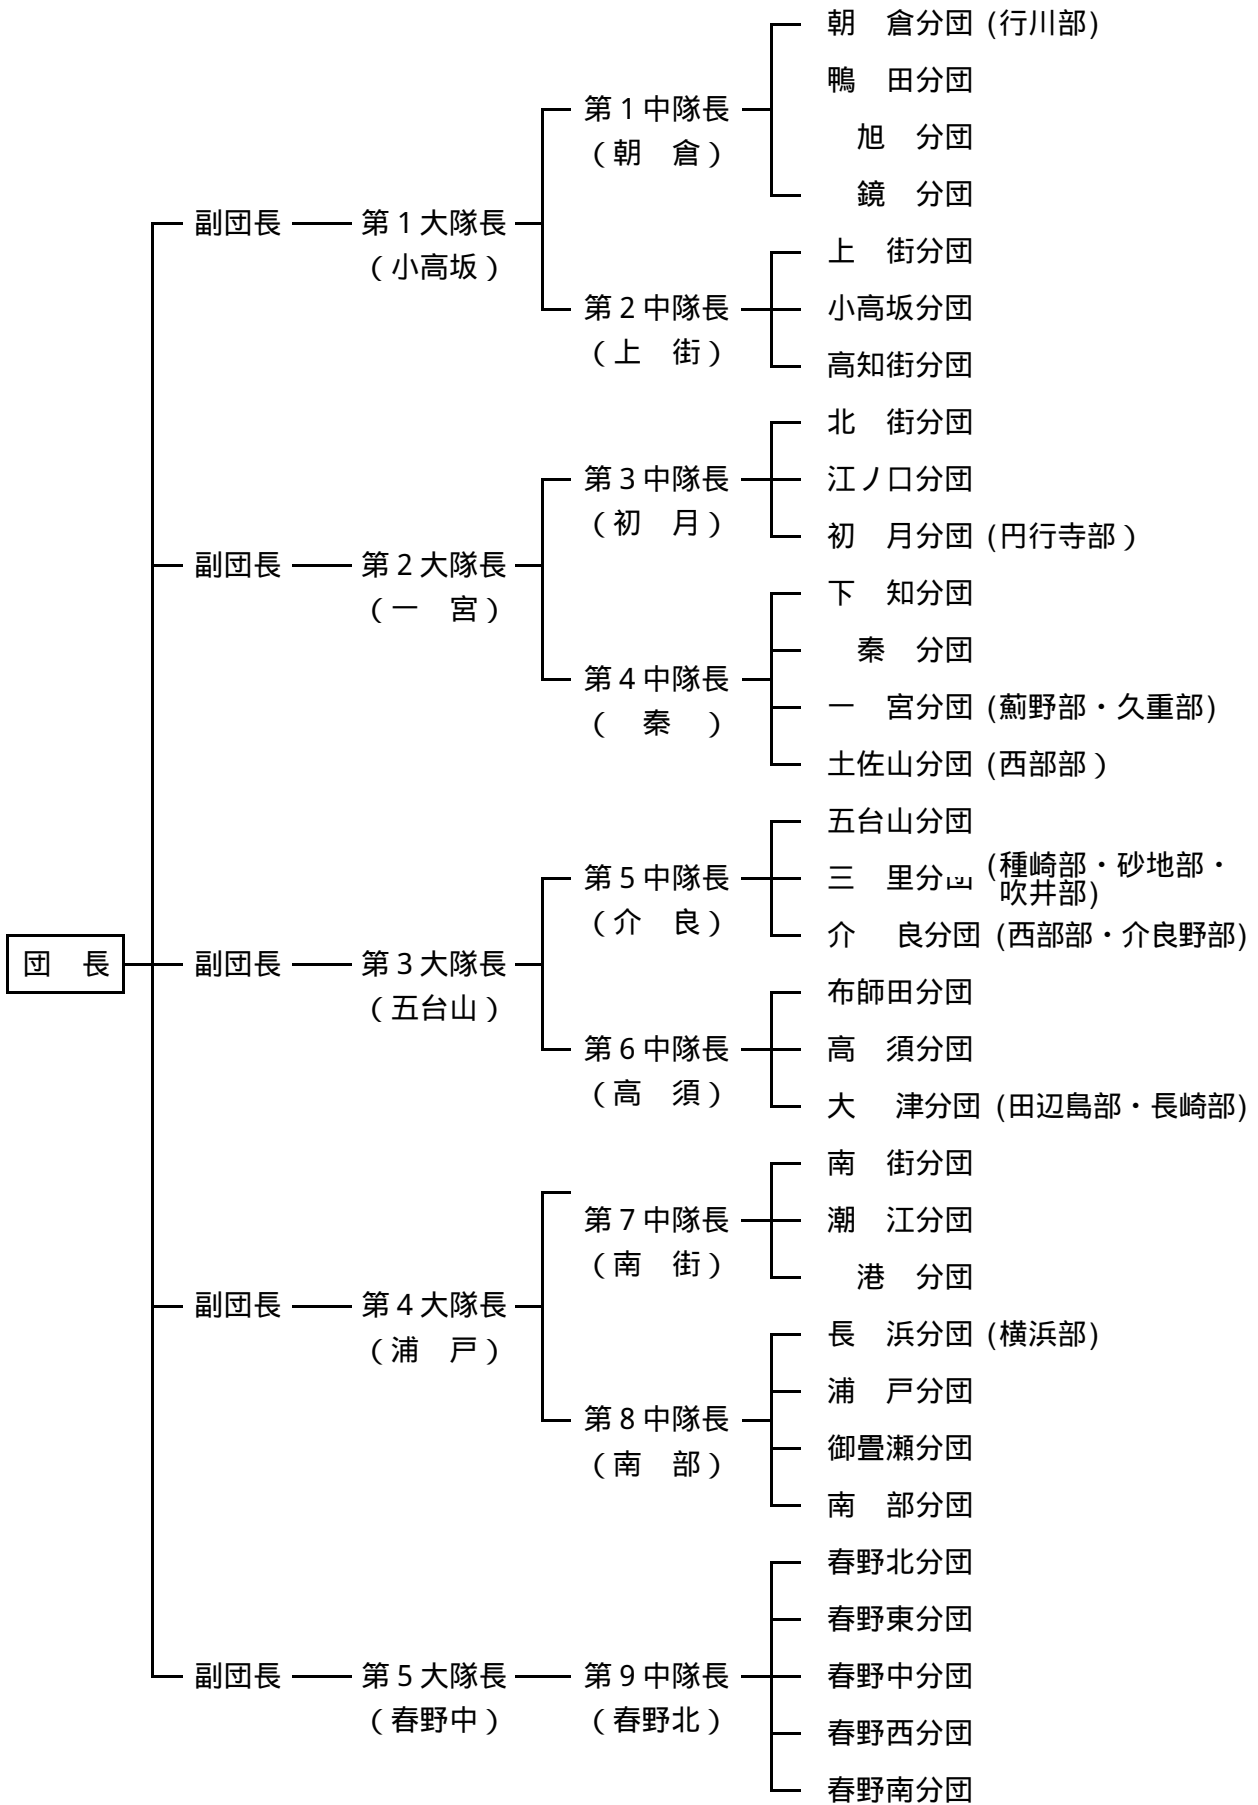 朝　倉分団 (行川部)
鴨　田分団
第１中隊長
旭　分団
（朝　倉）
鏡　分団
副団長
第１大隊長
（小高坂）
上　街分団
第２中隊長
小高坂分団
（上　街）
高知街分団
北　街分団
第３中隊長
江ノ口分団
（初　月）
初　月分団 (円行寺部）
副団長
第２大隊長
（一　宮）
下　知分団
秦　分団
第４中隊長
（　秦　）
一　宮分団 (薊野部・久重部)
土佐山分団 (西部部）
五台山分団
第５中隊長
三　里分団 (種崎部・砂地部・
吹井部)
（介　良）
介　良分団 (西部部・介良野部)
団　長
副団長
第３大隊長
（五台山）
布師田分団
第６中隊長
高　須分団
（高　須）
大　津分団 (田辺島部・長崎部)
南　街分団
第７中隊長
潮　江分団
（南　街）
港　分団
副団長
第４大隊長
（浦　戸）
長　浜分団 (横浜部)
浦　戸分団
第８中隊長
御畳瀬分団
（南　部）
南　部分団
春野北分団
春野東分団
副団長
第５大隊長
第９中隊長
春野中分団
（春野中）
（春野北）
春野西分団
春野南分団